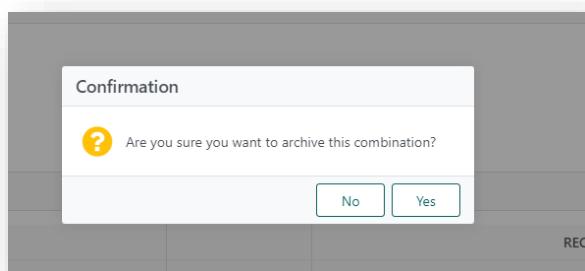 Confirmation
Are you sure you want to archive this combination?
No
Yes